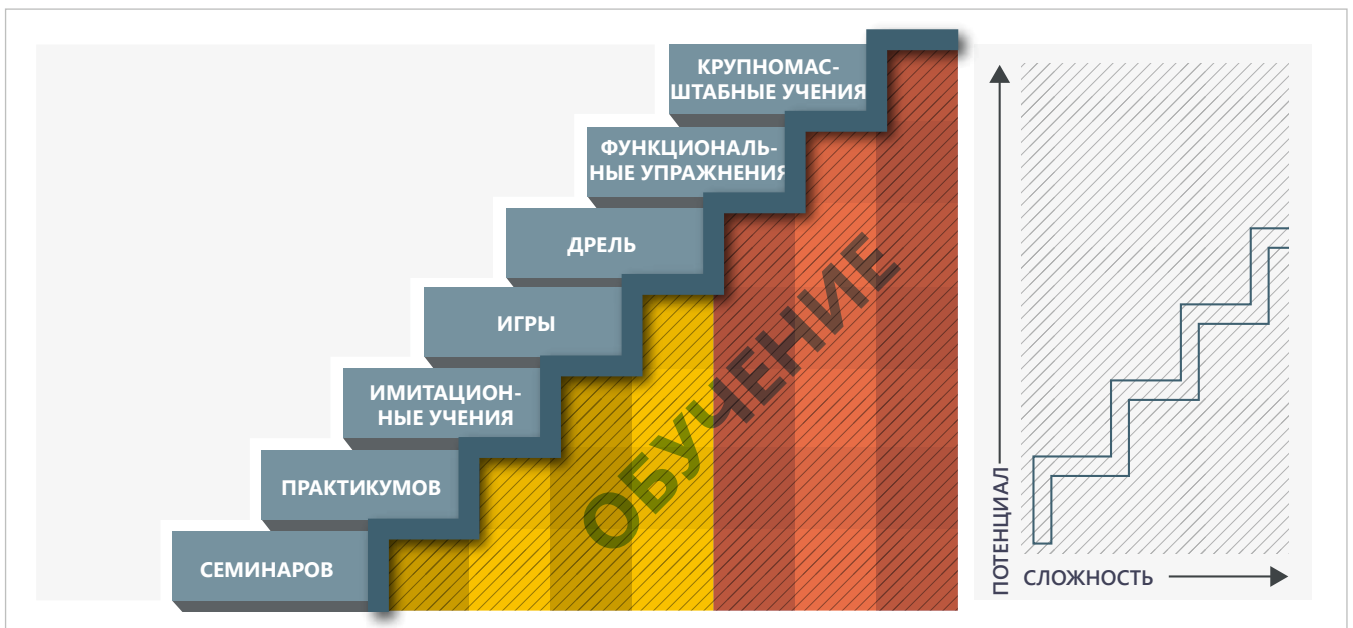 КРУПНОМАС-
ШТАБНЫЕ УЧЕНИЯ
ФУНКЦИОНАЛЬ-
НЫЕ УПРАЖНЕНИЯ
ДРЕЛЬ
ИГРЫ
ИМИТАЦИОН-
НЫЕ УЧЕНИЯ
ПРАКТИКУМОВ
СЕМИНАРОВ
ОБУЧЕНИЕ
ПОТЕНЦИАЛ
СЛОЖНОСТЬ